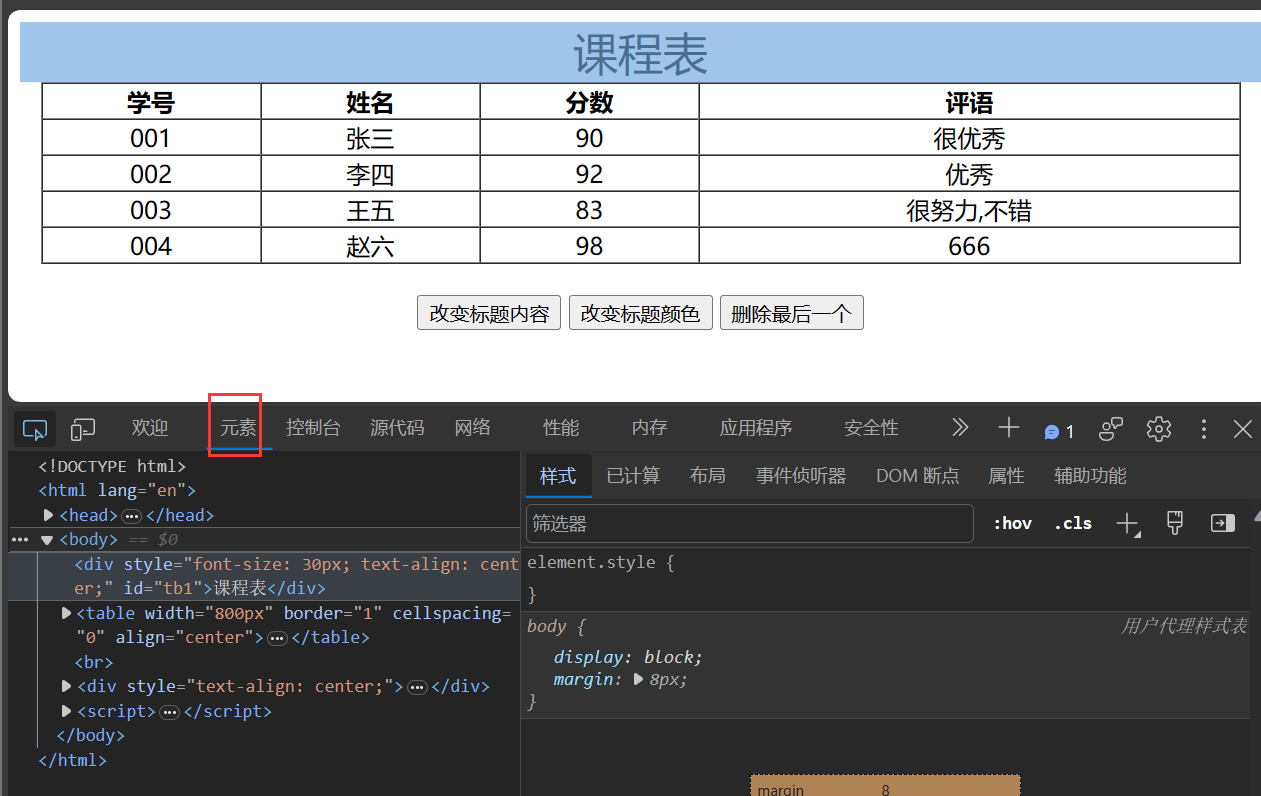 课程表
学号 姓名 分数 评语
001 张三 90 很优秀
002 李四 92 优秀
003 王五 83 很努力,不错
004 赵六 98 666
改变标题内容 改变标题颜色 删除最后一个
欢迎 元素 控制台 源代码 网络 性能 内存 应用程序 安全性 1
<!DOCTYPE html>
<html lang="en">
<head> ••• </head>
••• <body> == $0
<div style="font-size: 30px; text-align: cent
er;" id="tb1">课程表</div>
<table width="800px" border="1" cellspacing=
"0" align="center"> ••• </table>
<br>
<div style="text-align: center;"> ••• </div>
<script> ••• </script>
</body>
</html>
样式 已计算 布局 事件侦听器 DOM 断点 属性 辅助功能
筛选器 :hov .cls
element.style {
}
body { 用户代理样式表
display: block;
margin: 8px;
}
margin 8